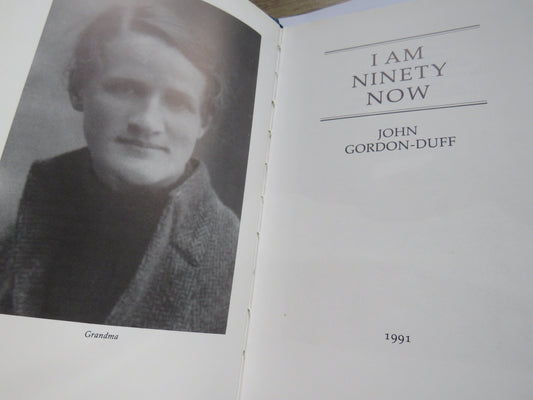 Grandma
I AM
NINETY
NOW
JOHN
GORDON-DUFF
1991